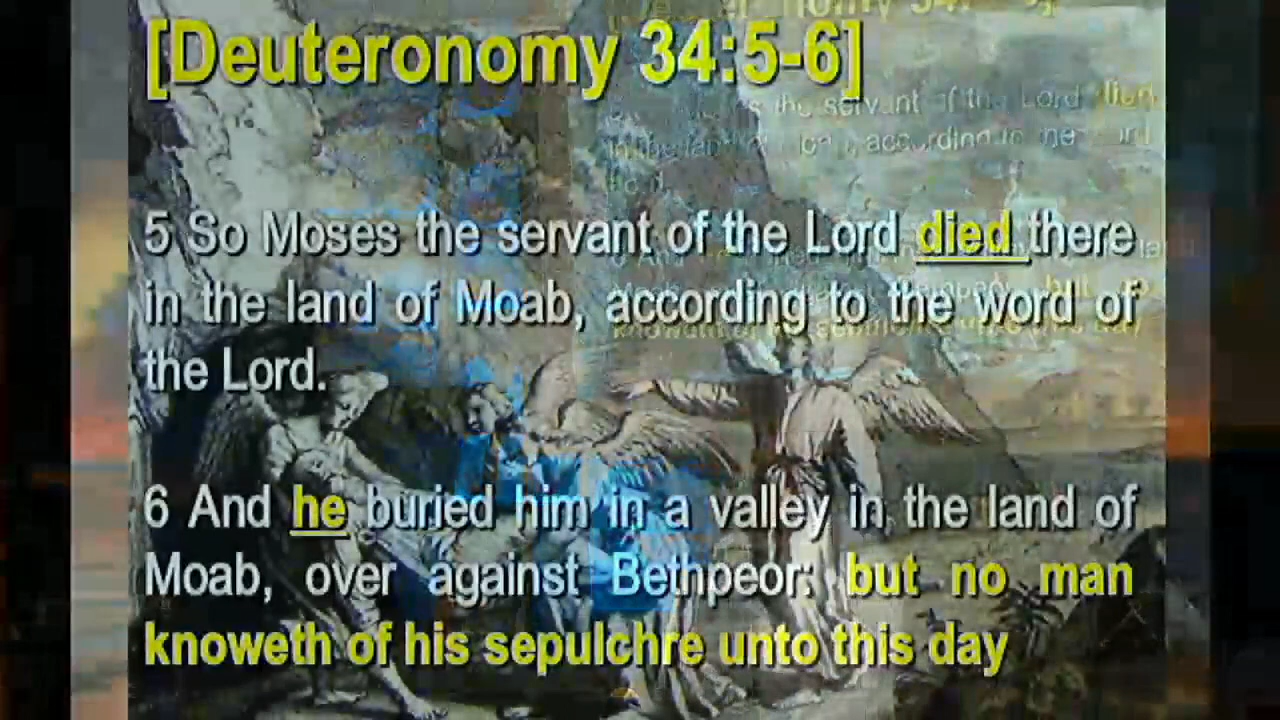 [Deuteronomy 34:5-6]
5 So Moses the servant of the Lord died there
in the land of Moab, according to the word of
the Lord.
6 And he buried him in a valley in the land of
Moab, over against Bethpeor: but no man
knoweth of his sepulchre unto this day